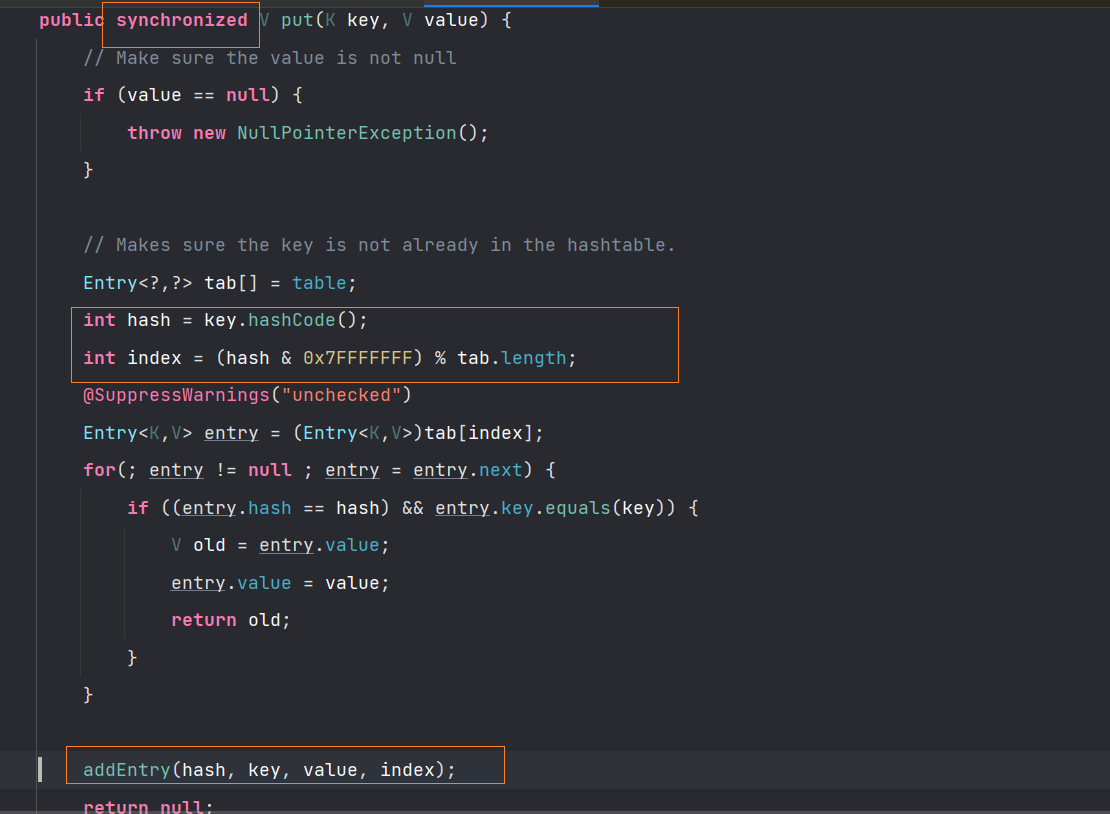 public synchronized V put(K key, V value) {
// Make sure the value is not null
if (value == null) {
throw new NullPointerException();
}
// Makes sure the key is not already in the hashtable.
Entry<?,?> tab[] = table;
int hash = key.hashCode();
int index = (hash & 0x7FFFFFFF) % tab.length;
@SuppressWarnings("unchecked")
Entry<K,V> entry = (Entry<K,V>)tab[index];
for(; entry != null ; entry = entry.next) {
if ((entry.hash == hash) && entry.key.equals(key)) {
V old = entry.value;
entry.value = value;
return old;
}
}
addEntry(hash, key, value, index);
return null;